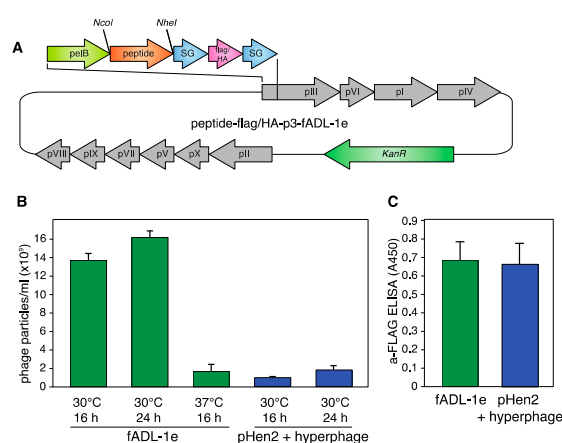 NcoI NheI
A
pelB peptide SG flag/ SG
HA
pIII pVI pI pIV
peptide-flag/HA-p3-fADL-1e
pVIII pIX pVII pV pX pII KanR
B
phage particles/ml (x10⁹)
16
14
12
10
8
6
4
2
0
30°C 30°C 37°C 30°C 30°C
16 h 24 h 16 h 16 h 24 h
fADL-1e pHen2 + hyperphage
C
a-FLAG ELISA (A450)
0.9
0.8
0.7
0.6
0.5
0.4
0.3
0.2
0.1
0
fADL-1e pHen2
+ hyperphage